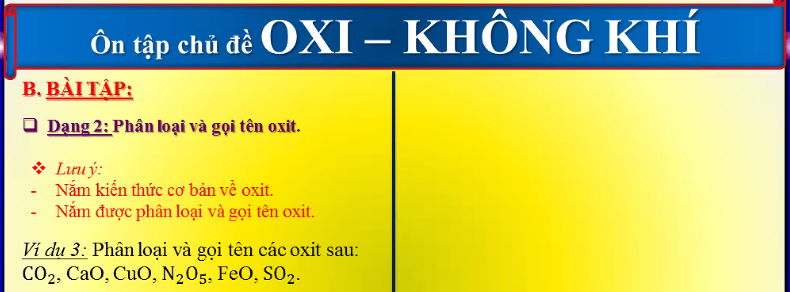 Ôn tập chủ đề OXI – KHÔNG KHÍ
B. BÀI TẬP:
❑ Dạng 2: Phân loại và gọi tên oxit.
❖ Lưu ý:
- Nắm kiến thức cơ bản về oxit.
- Nắm được phân loại và gọi tên oxit.
Ví dụ 3: Phân loại và gọi tên các oxit sau:
CO₂, CaO, CuO, N₂O₅, FeO, SO₂.